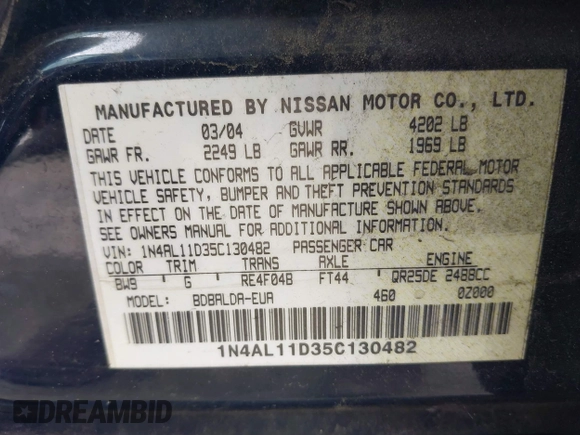 MANUFACTURED BY NISSAN MOTOR CO., LTD.
DATE 03/04 GVWR 4202 LB
GAWR FR. 2249 LB GAWR RR. 1969 LB
THIS VEHICLE CONFORMS TO ALL APPLICABLE FEDERAL MOTOR
VEHICLE SAFETY, BUMPER AND THEFT PREVENTION STANDARDS
IN EFFECT ON THE DATE OF MANUFACTURE SHOWN ABOVE.
SEE OWNERS MANUAL FOR ADDITIONAL INFORMATION.
VIN: 1N4AL11D35C130482 PASSENGER CAR
COLOR TRIM TRANS AXLE ENGINE
BW9 G RE4F04B FT44 QR25DE 2488CC
MODEL: BDBALDA-EUA 460 0Z000
1N4AL11D35C130482
DREAMBID